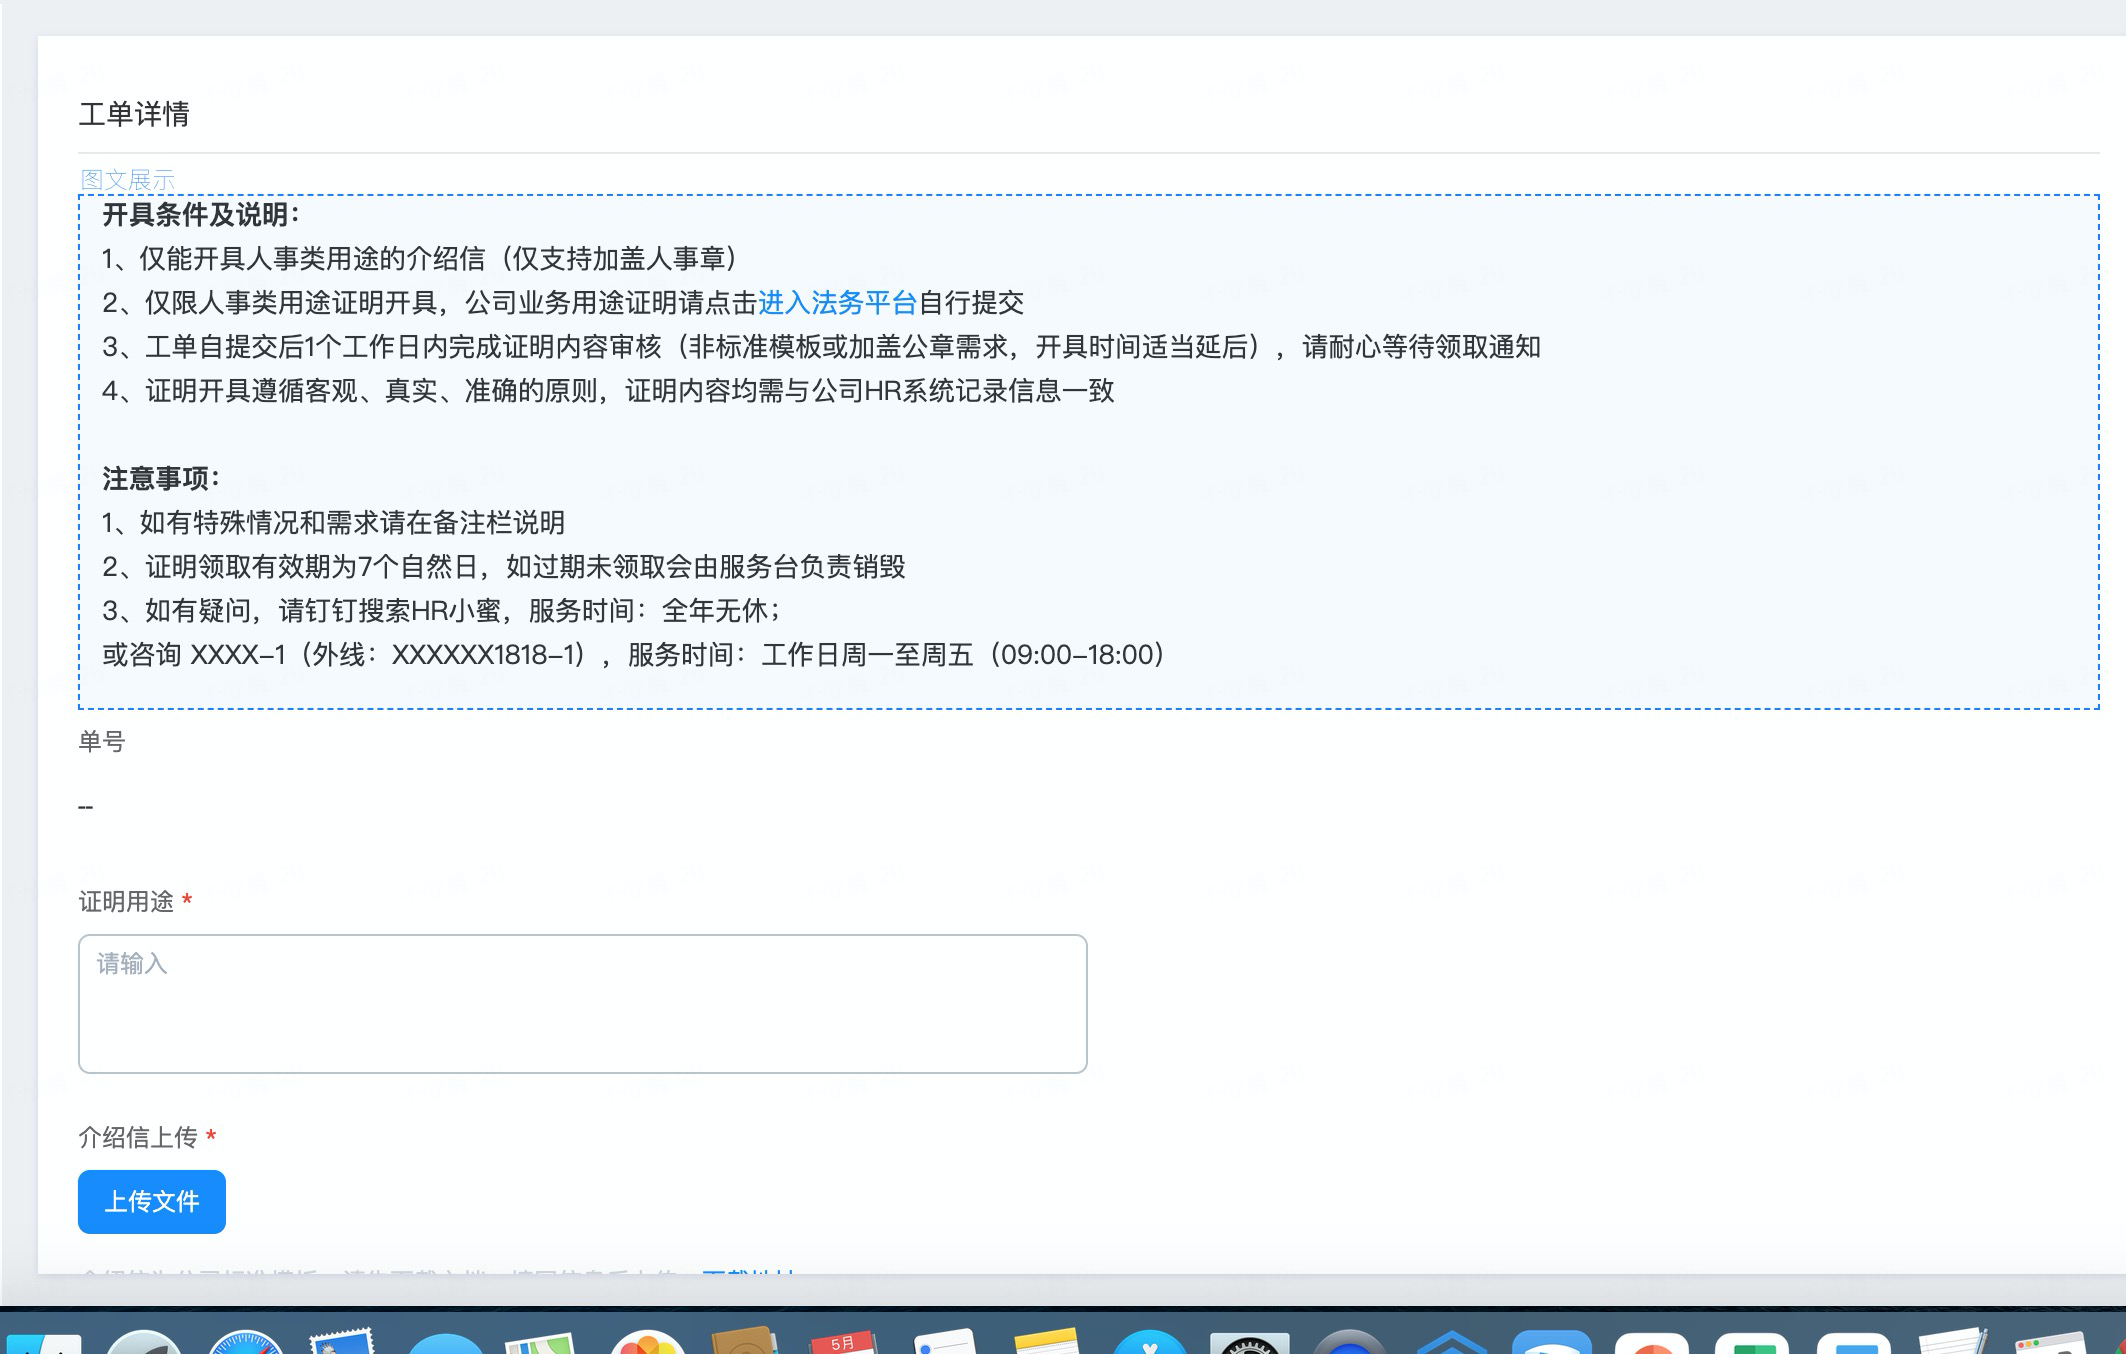 工单详情
图文展示
开具条件及说明：
1、仅能开具人事类用途的介绍信（仅支持加盖人事章）
2、仅限人事类用途证明开具，公司业务用途证明请点击进入法务平台自行提交
3、工单自提交后1个工作日内完成证明内容审核（非标准模板或加盖公章需求，开具时间适当延后），请耐心等待领取通知
4、证明开具遵循客观、真实、准确的原则，证明内容均需与公司HR系统记录信息一致
注意事项：
1、如有特殊情况和需求请在备注栏说明
2、证明领取有效期为7个自然日，如过期未领取会由服务台负责销毁
3、如有疑问，请钉钉搜索HR小蜜，服务时间：全年无休；
或咨询 XXXX-1（外线：XXXXXX1818-1），服务时间：工作日周一至周五（09:00-18:00）
单号
--
证明用途 *
请输入
介绍信上传 *
上传文件
5月